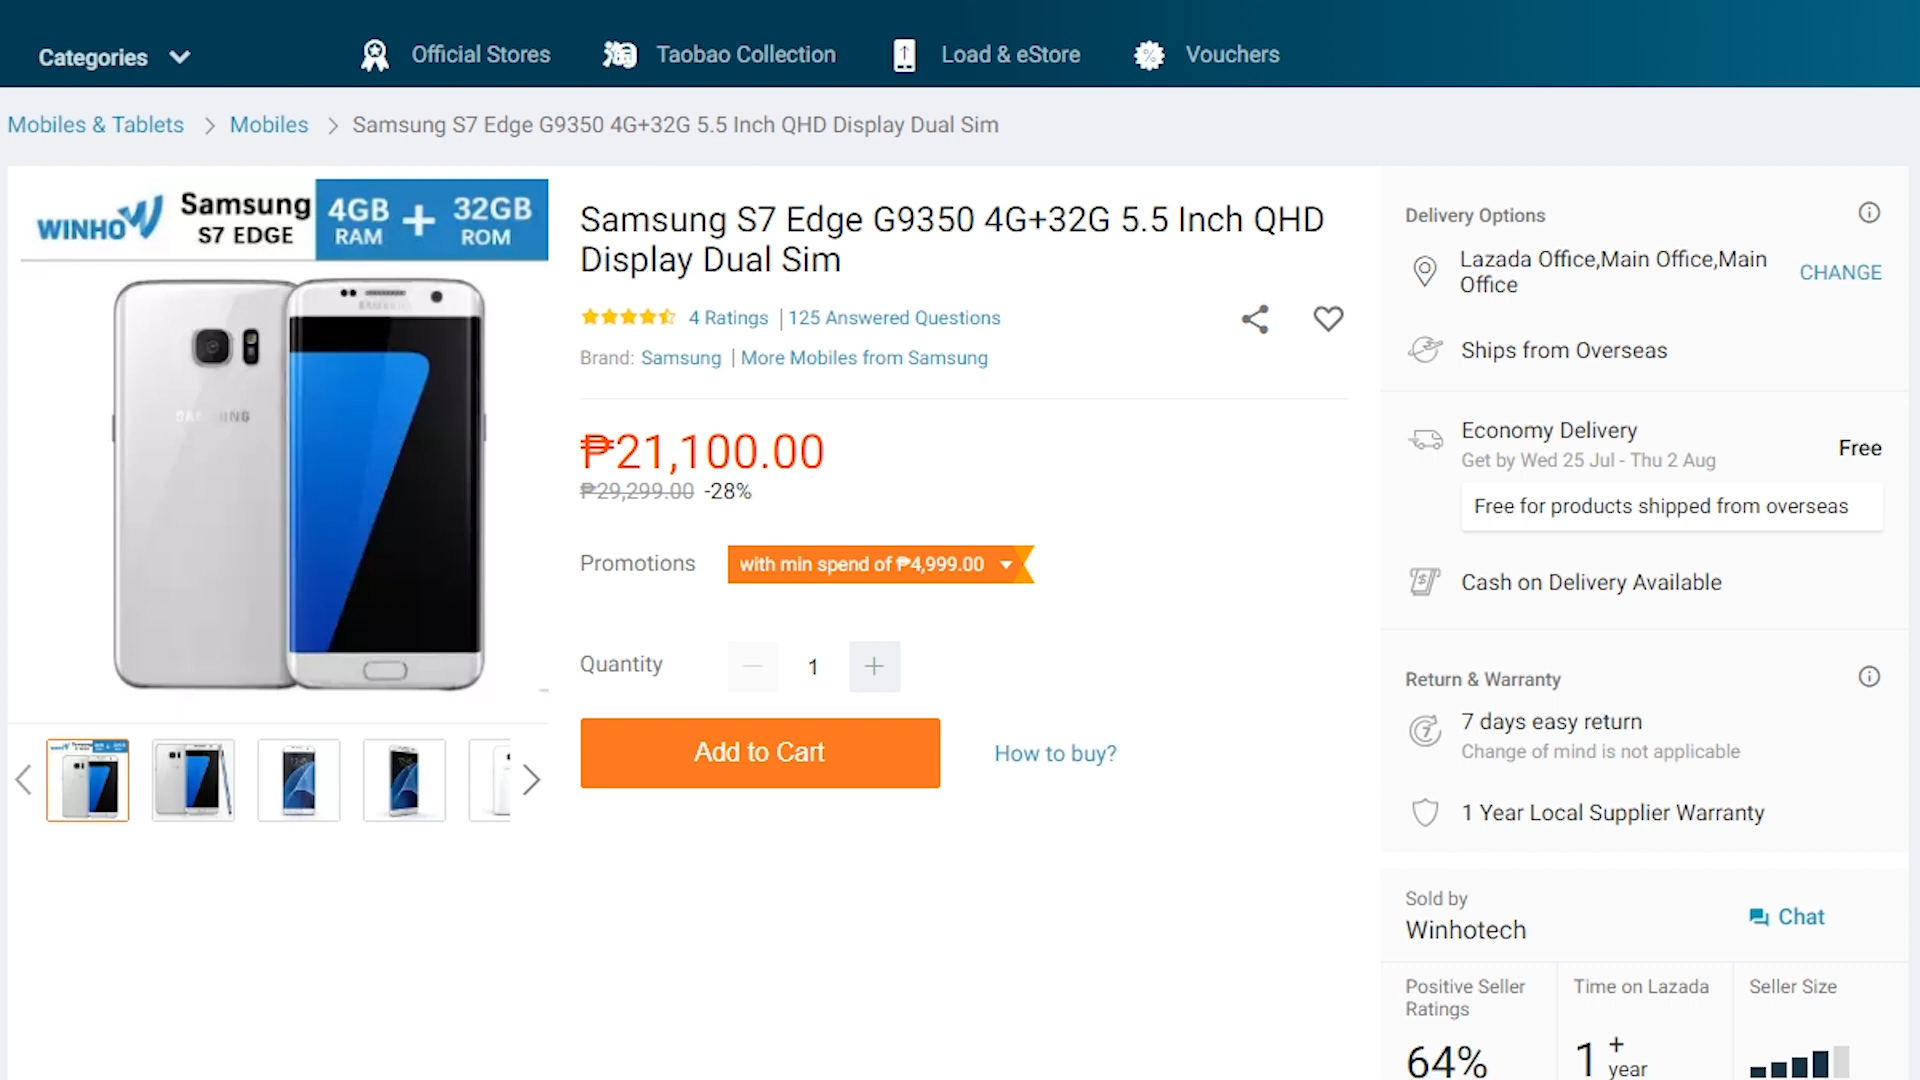 Categories
Official Stores
Taobao Collection
Load & eStore
Vouchers
Mobiles & Tablets
Mobiles
Samsung S7 Edge G9350 4G+32G 5.5 Inch QHD Display Dual Sim
WINHO
Samsung
S7 EDGE
4GB
RAM
+
32GB
ROM
SAMSUNG
Samsung S7 Edge G9350 4G+32G 5.5 Inch QHD
Display Dual Sim
4 Ratings | 125 Answered Questions
Brand: Samsung | More Mobiles from Samsung
₱21,100.00
₱29,299.00 -28%
Promotions
with min spend of ₱4,999.00
Quantity
1
Add to Cart
How to buy?
Delivery Options
Lazada Office,Main Office,Main
Office
CHANGE
Ships from Overseas
Economy Delivery
Get by Wed 25 Jul - Thu 2 Aug
Free
Free for products shipped from overseas
Cash on Delivery Available
Return & Warranty
7 days easy return
Change of mind is not applicable
1 Year Local Supplier Warranty
Sold by
Winhotech
Chat
Positive Seller
Ratings
64%
Time on Lazada
1 + year
Seller Size